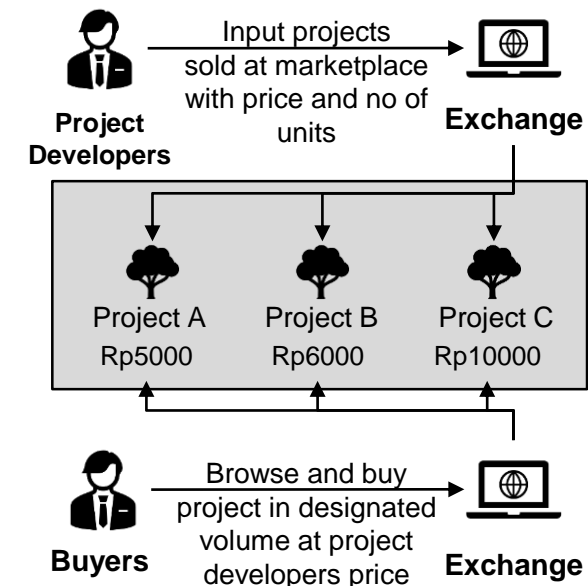 Input projects
sold at marketplace
with price and no of
units
Project
Developers
Exchange
Project A
Project B
Project C
Rp5000
Rp6000
Rp10000
Browse and buy
project in designated
volume at project
developers price
Buyers
Exchange